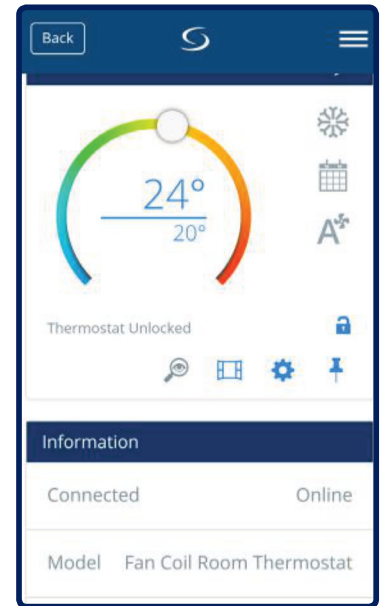 Back
24°
20°
A
Thermostat Unlocked
Information
Connected Online
Model Fan Coil Room Thermostat